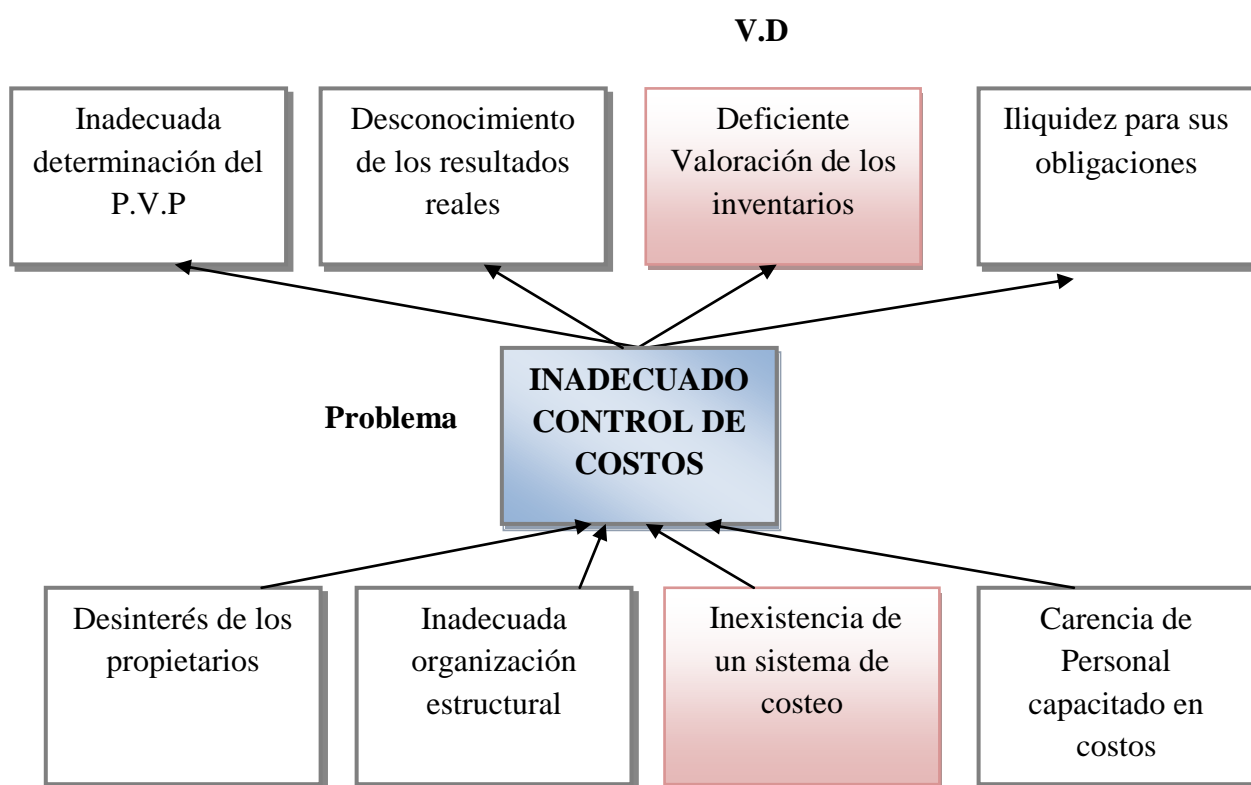 V.D
Inadecuada
determinación del
P.V.P
Desconocimiento
de los resultados
reales
Deficiente
Valoración de los
inventarios
Iliquidez para sus
obligaciones
Problema
INADECUADO
CONTROL DE
COSTOS
Desinterés de los
propietarios
Inadecuada
organización
estructural
Inexistencia de
un sistema de
costeo
Carencia de
Personal
capacitado en
costos